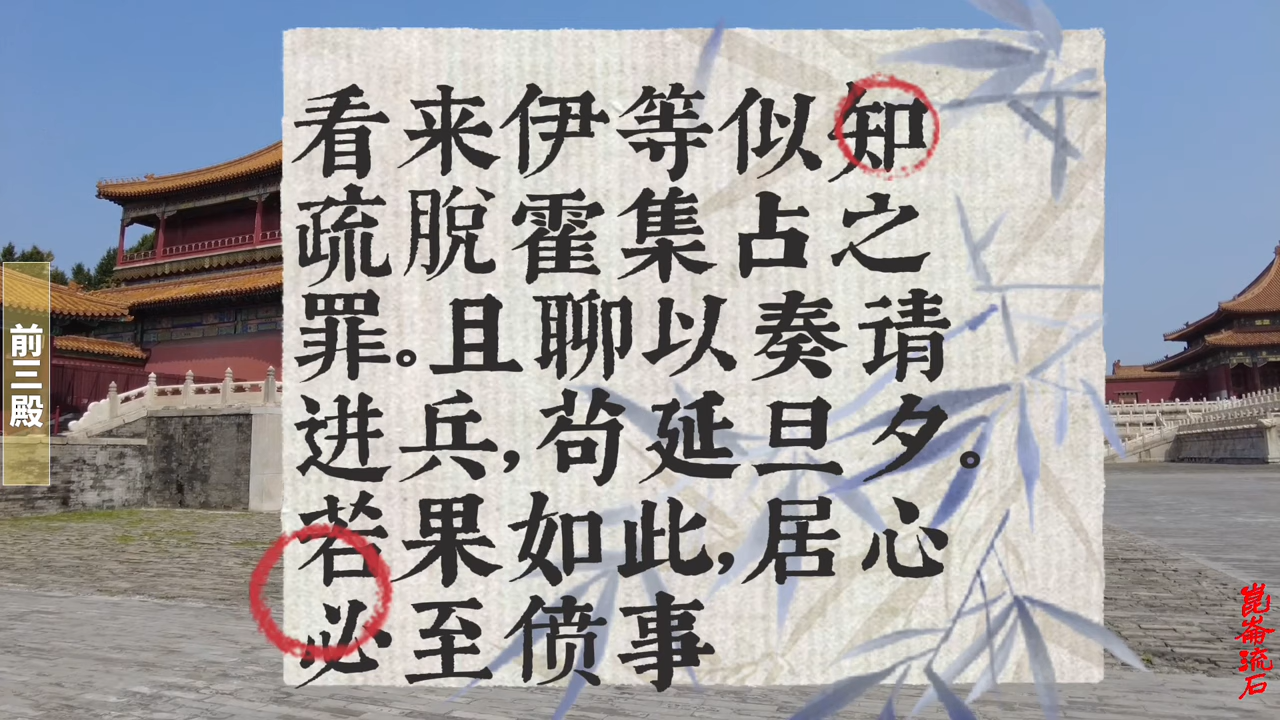 看来伊等似知
疏脱霍集占之
罪。且聊以奏请
进兵,苟延旦夕。
若果如此,居心
必至偾事
前三殿
崑崙流石